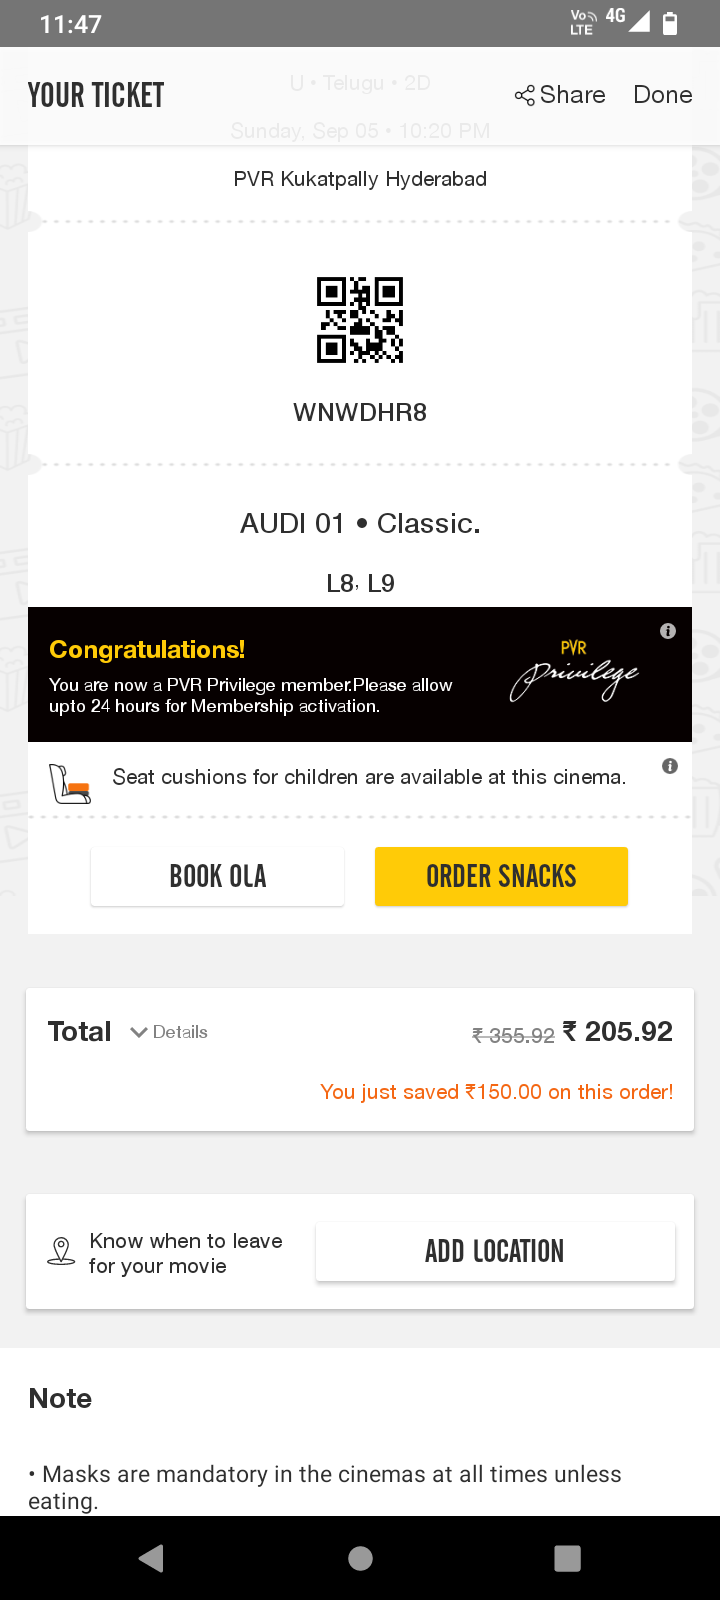 11:47
Vo LTE 4G
YOUR TICKET
Share Done
U • Telugu • 2D
Sunday, Sep 05 • 10:20 PM
PVR Kukatpally Hyderabad
WNWDHR8
AUDI 01 • Classic.
L8, L9
Congratulations!
You are now a PVR Privilege member.Please allow
upto 24 hours for Membership activation.
PVR
Privilege
Seat cushions for children are available at this cinema.
BOOK OLA
ORDER SNACKS
Total Details ₹ 355.92 ₹ 205.92
You just saved ₹150.00 on this order!
Know when to leave
for your movie
ADD LOCATION
Note
• Masks are mandatory in the cinemas at all times unless
eating.